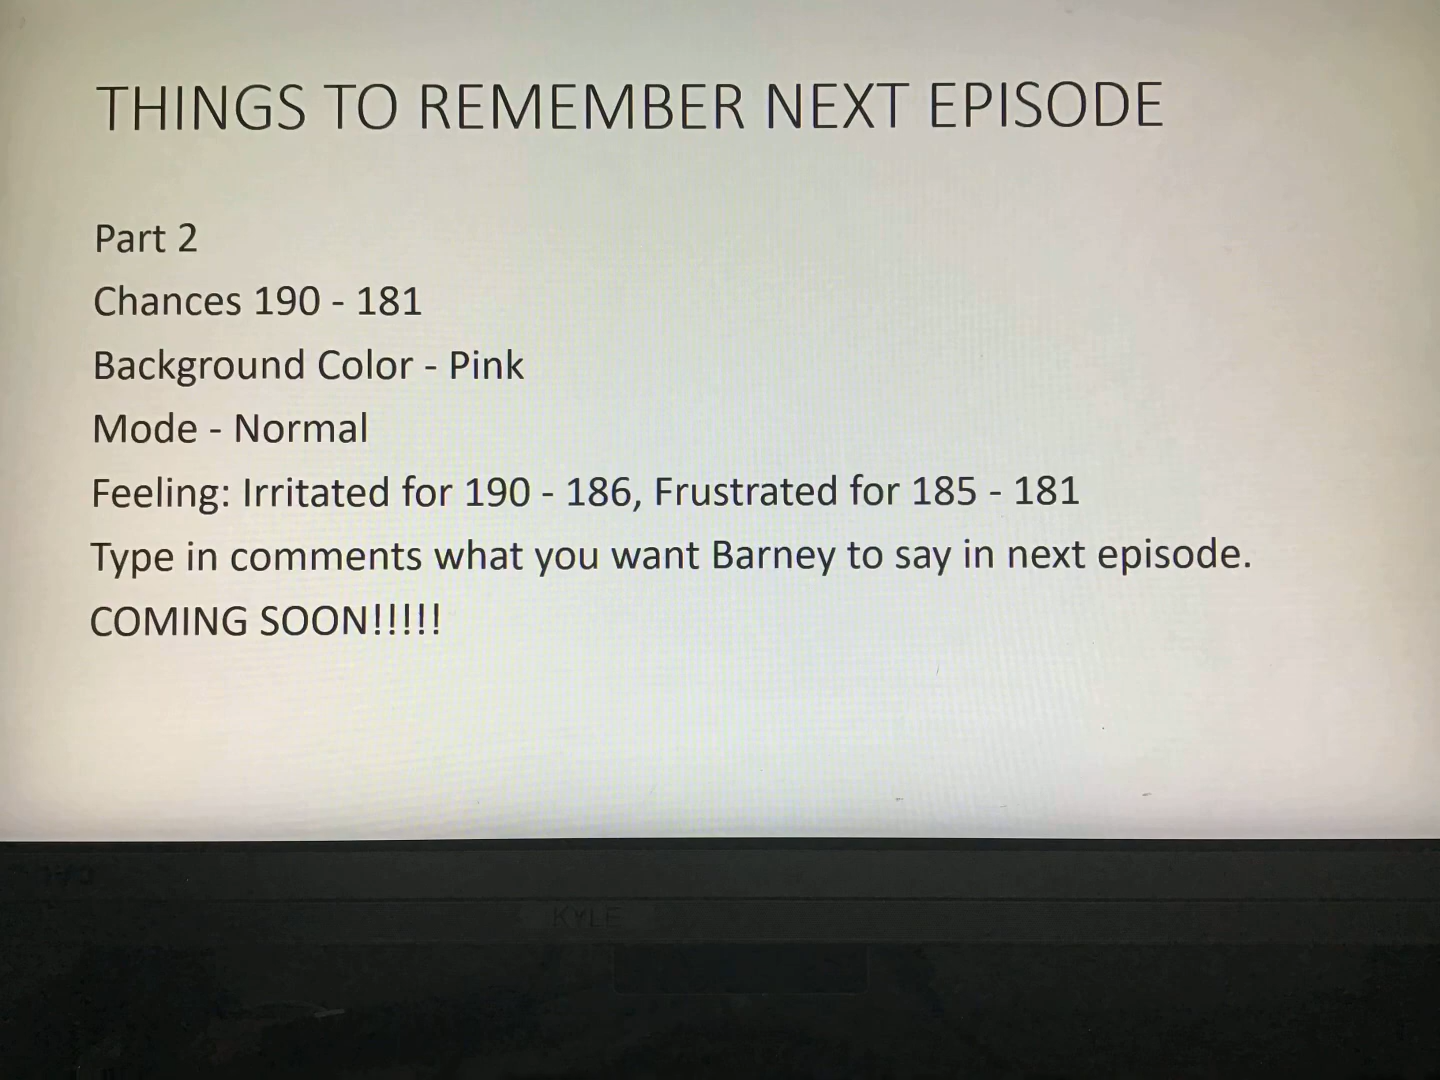 THINGS TO REMEMBER NEXT EPISODE
Part 2
Chances 190 - 181
Background Color - Pink
Mode - Normal
Feeling: Irritated for 190 - 186, Frustrated for 185 - 181
Type in comments what you want Barney to say in next episode.
COMING SOON!!!!!
KYLE